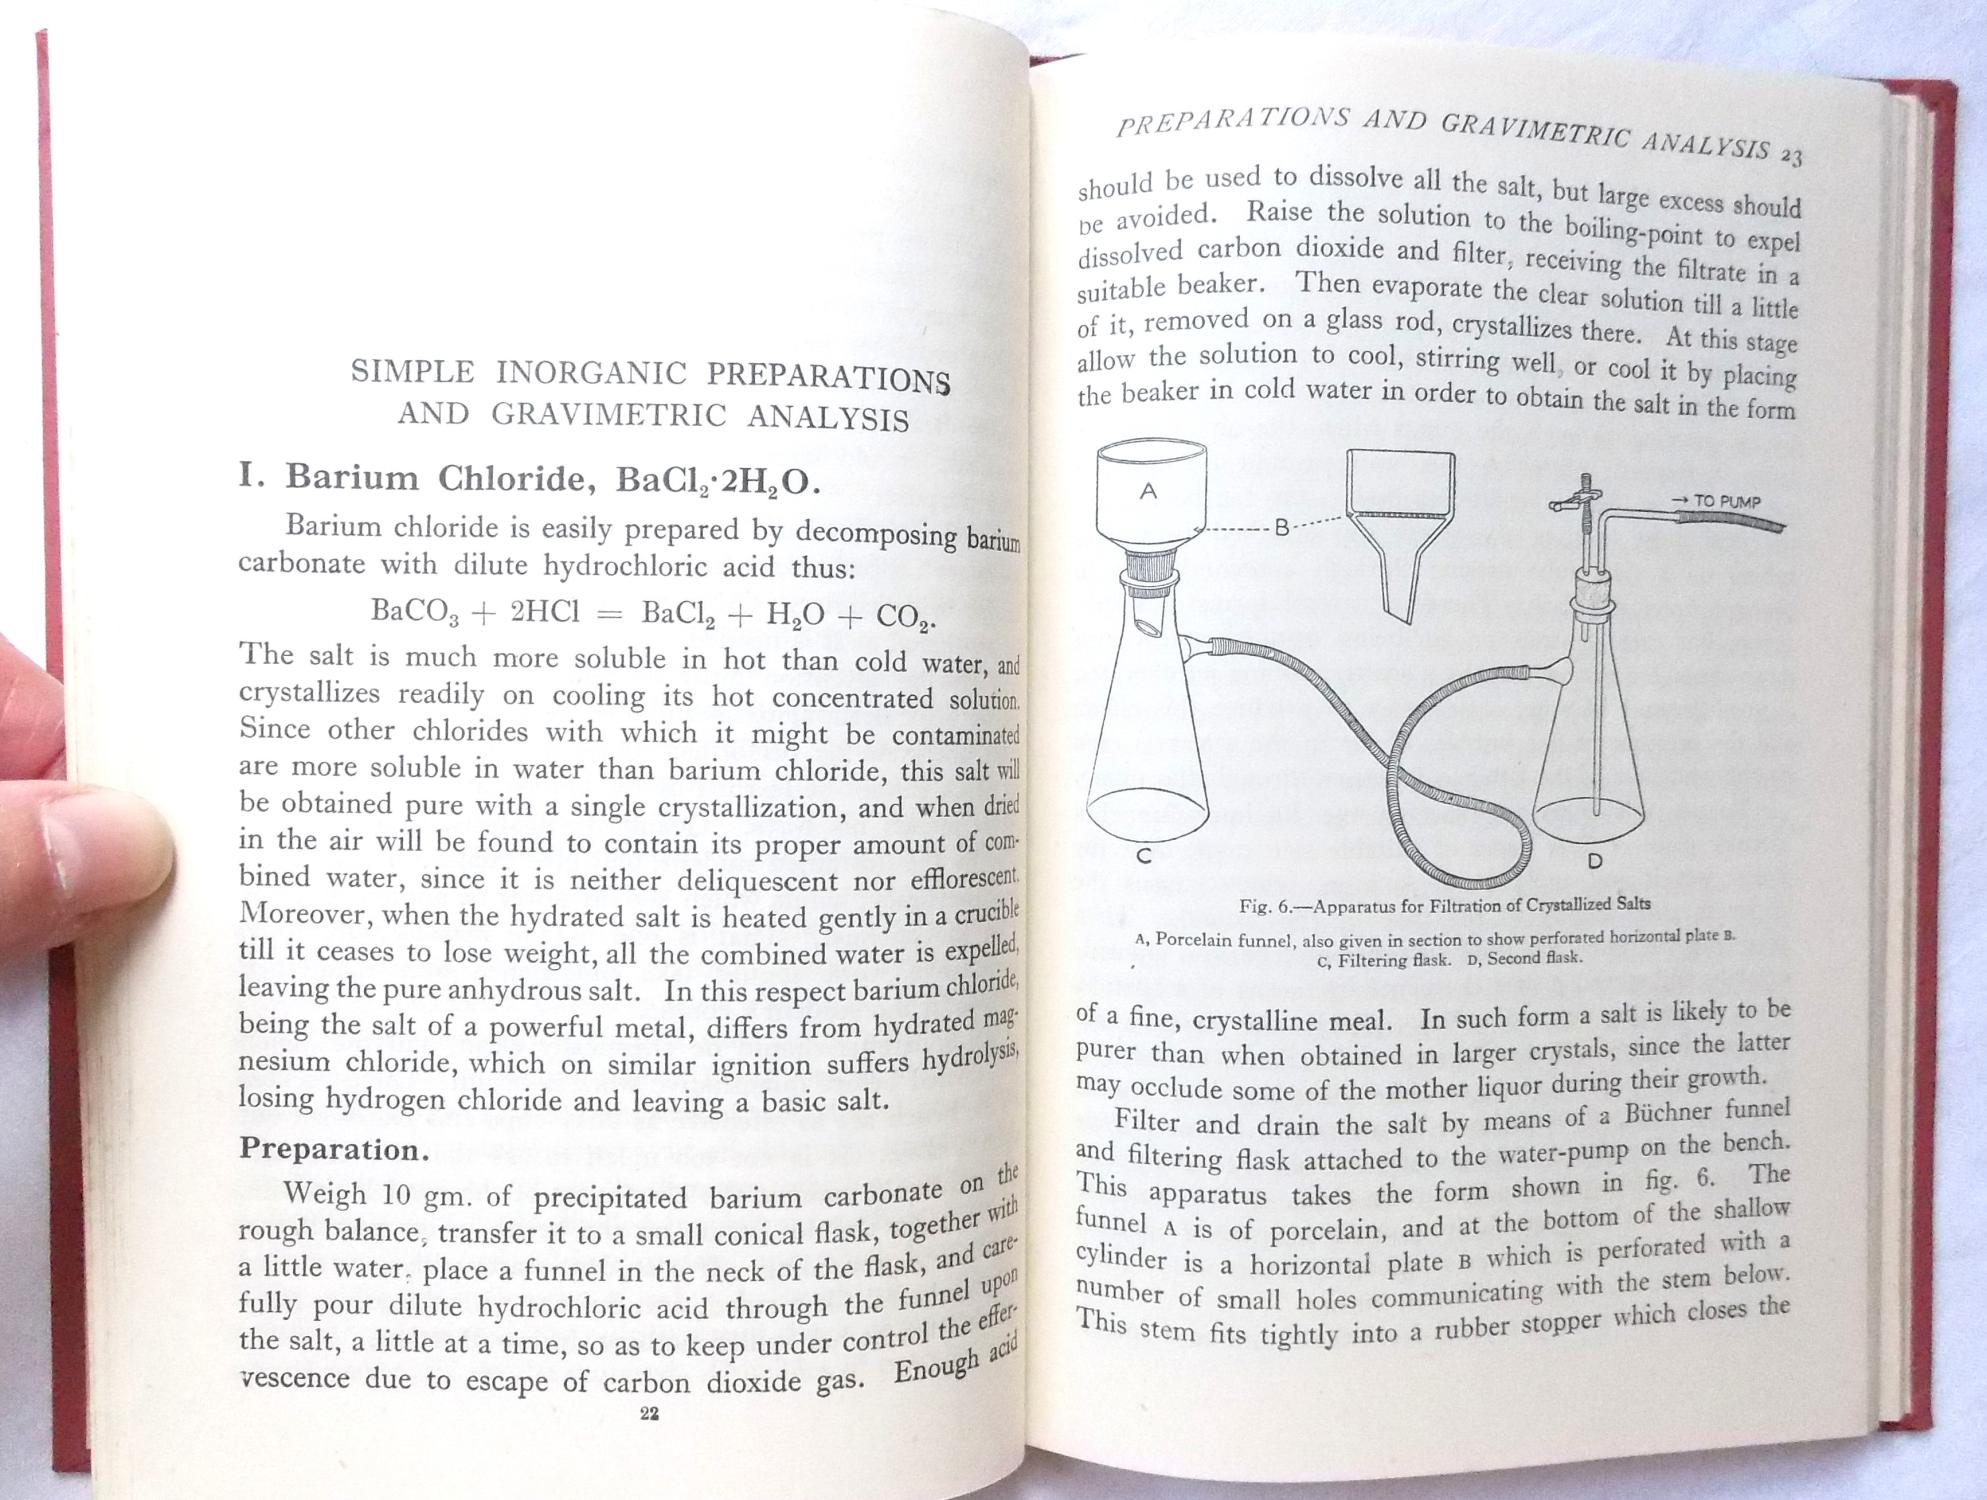 SIMPLE INORGANIC PREPARATIONS
AND GRAVIMETRIC ANALYSIS
I. Barium Chloride, BaCl₂·2H₂O.
Barium chloride is easily prepared by decomposing barium
carbonate with dilute hydrochloric acid thus:
BaCO₃ + 2HCl = BaCl₂ + H₂O + CO₂.
The salt is much more soluble in hot than cold water, and
crystallizes readily on cooling its hot concentrated solution.
Since other chlorides with which it might be contaminated
are more soluble in water than barium chloride, this salt will
be obtained pure with a single crystallization, and when dried
in the air will be found to contain its proper amount of com-
bined water, since it is neither deliquescent nor efflorescent.
Moreover, when the hydrated salt is heated gently in a crucible
till it ceases to lose weight, all the combined water is expelled,
leaving the pure anhydrous salt. In this respect barium chloride,
being the salt of a powerful metal, differs from hydrated mag-
nesium chloride, which on similar ignition suffers hydrolysis,
losing hydrogen chloride and leaving a basic salt.
Preparation.
Weigh 10 gm. of precipitated barium carbonate on the
rough balance, transfer it to a small conical flask, together with
a little water, place a funnel in the neck of the flask, and care-
fully pour dilute hydrochloric acid through the funnel upon
the salt, a little at a time, so as to keep under control the effer-
vescence due to escape of carbon dioxide gas. Enough acid
22
PREPARATIONS AND GRAVIMETRIC ANALYSIS 23
should be used to dissolve all the salt, but large excess should
be avoided. Raise the solution to the boiling-point to expel
dissolved carbon dioxide and filter, receiving the filtrate in a
suitable beaker. Then evaporate the clear solution till a little
of it, removed on a glass rod, crystallizes there. At this stage
allow the solution to cool, stirring well, or cool it by placing
the beaker in cold water in order to obtain the salt in the form
A
B
→ TO PUMP
C
D
Fig. 6.—Apparatus for Filtration of Crystallized Salts
A, Porcelain funnel, also given in section to show perforated horizontal plate B.
C, Filtering flask. D, Second flask.
of a fine, crystalline meal. In such form a salt is likely to be
purer than when obtained in larger crystals, since the latter
may occlude some of the mother liquor during their growth.
Filter and drain the salt by means of a Büchner funnel
and filtering flask attached to the water-pump on the bench.
This apparatus takes the form shown in fig. 6. The
funnel A is of porcelain, and at the bottom of the shallow
cylinder is a horizontal plate B which is perforated with a
number of small holes communicating with the stem below.
This stem fits tightly into a rubber stopper which closes the